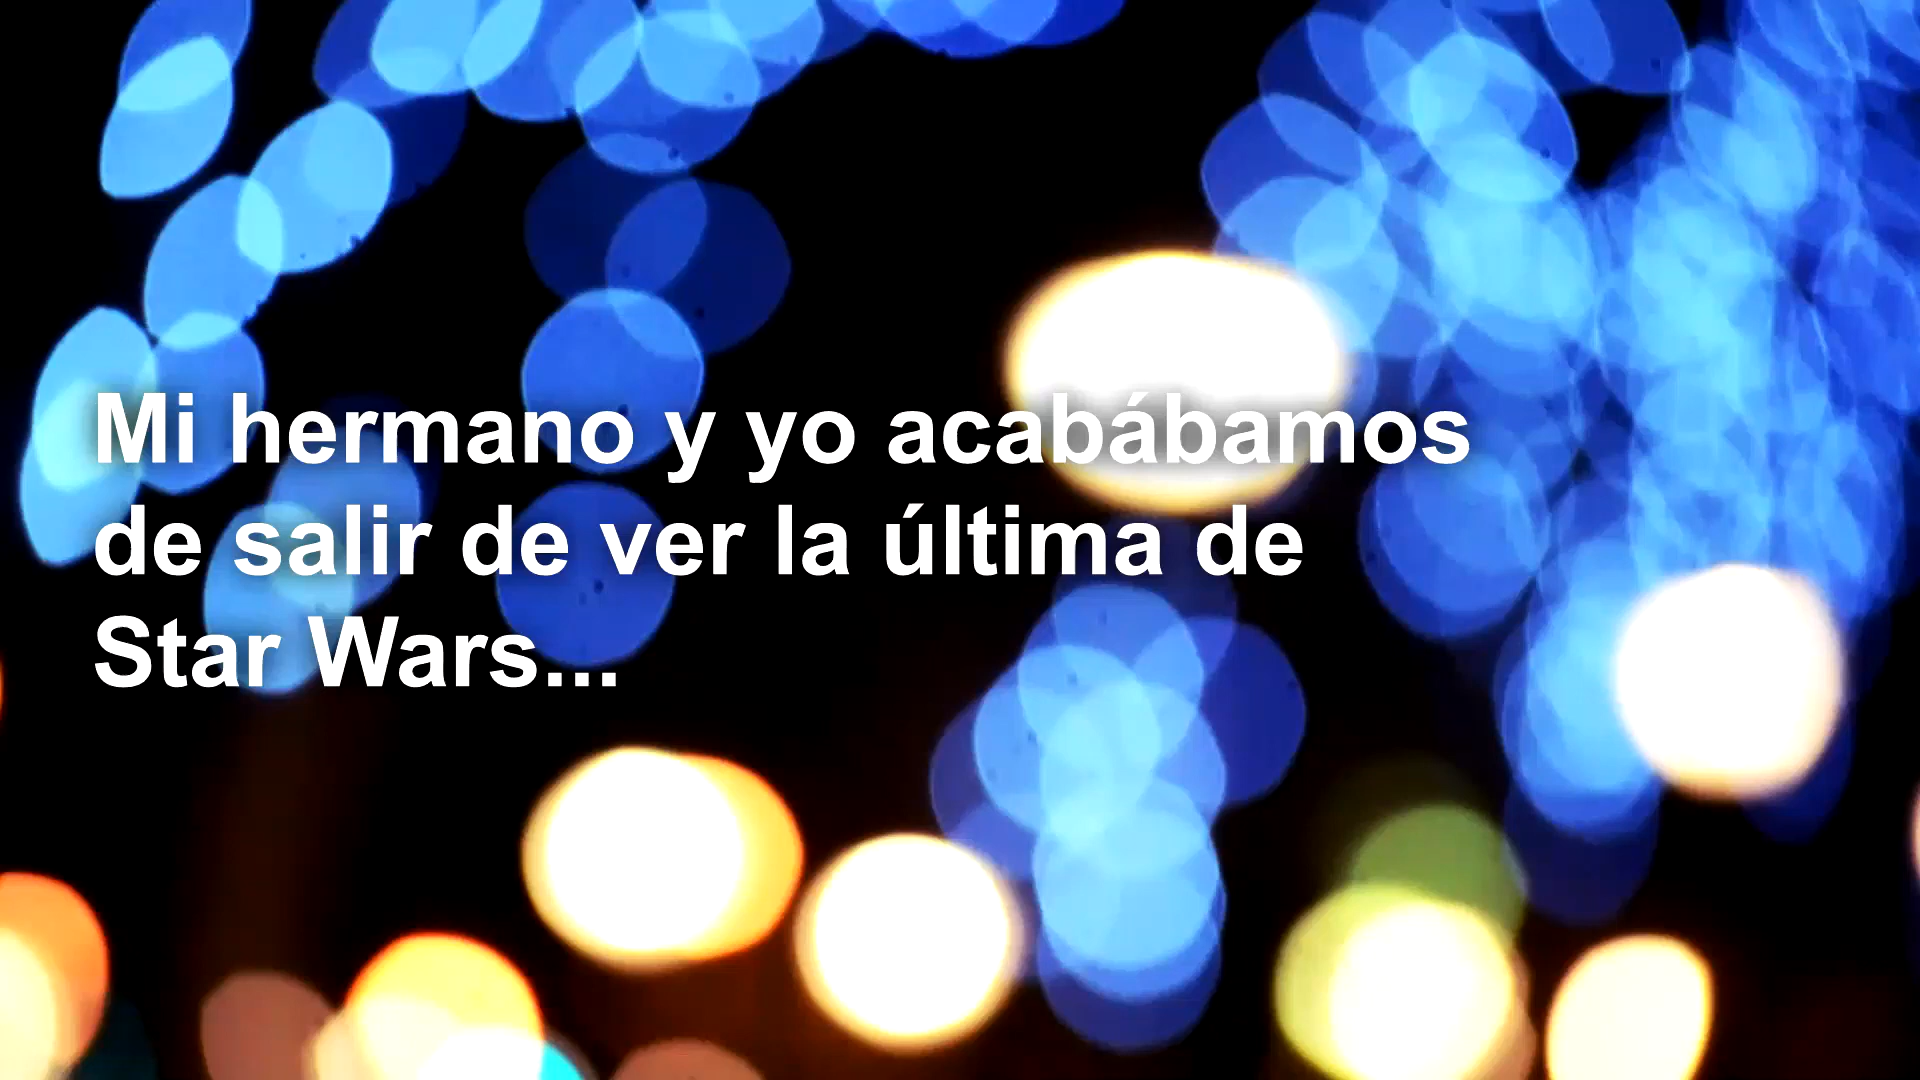 Mi hermano y yo acabábamos
de salir de ver la última de
Star Wars...